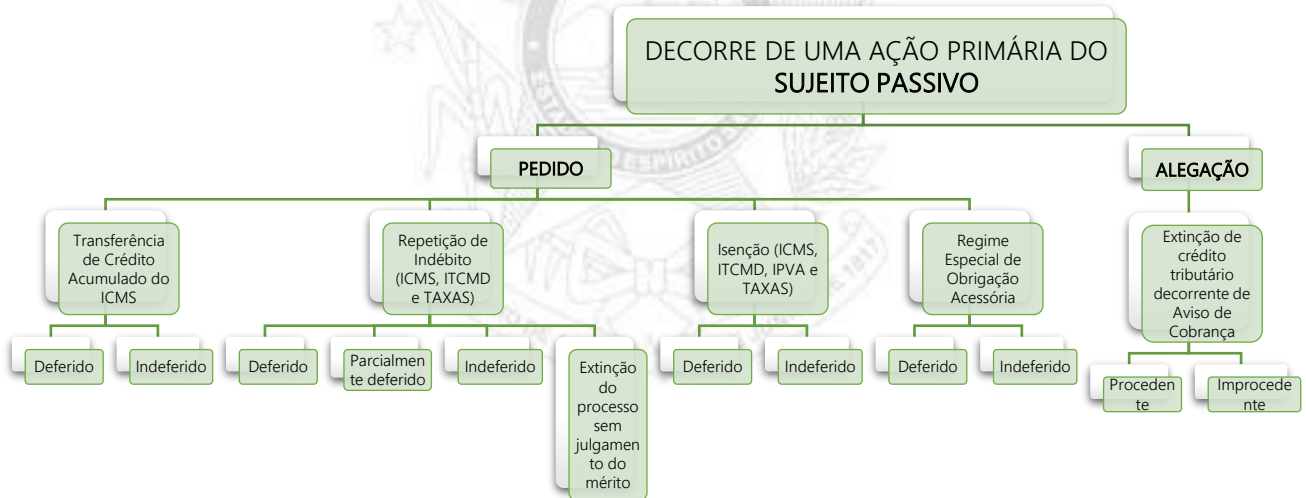 DECORRE DE UMA AÇÃO PRIMÁRIA DO
SUJEITO PASSIVO
PEDIDO
ALEGAÇÃO
Transferência
de Crédito
Acumulado do
ICMS
Repetição de
Indébito
(ICMS, ITCMD
e TAXAS)
Isenção (ICMS,
ITCMD, IPVA e
TAXAS)
Regime
Especial de
Obrigação
Acessória
Extinção de
crédito
tributário
decorrente de
Aviso de
Cobrança
Deferido
Indeferido
Deferido
Parcialmen
te deferido
Indeferido
Extinção
do
processo
sem
julgamen
to do
mérito
Deferido
Indeferido
Deferido
Indeferido
Proceden
te
Improcede
nte